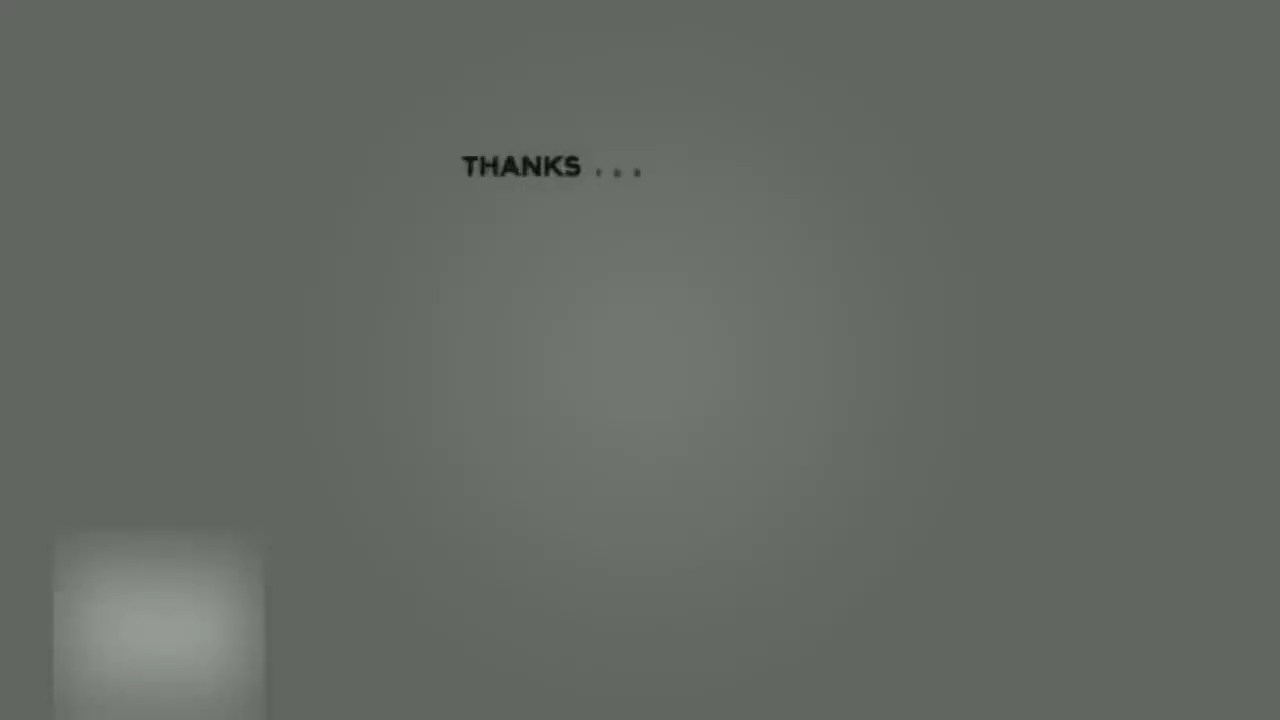 THANKS . . .